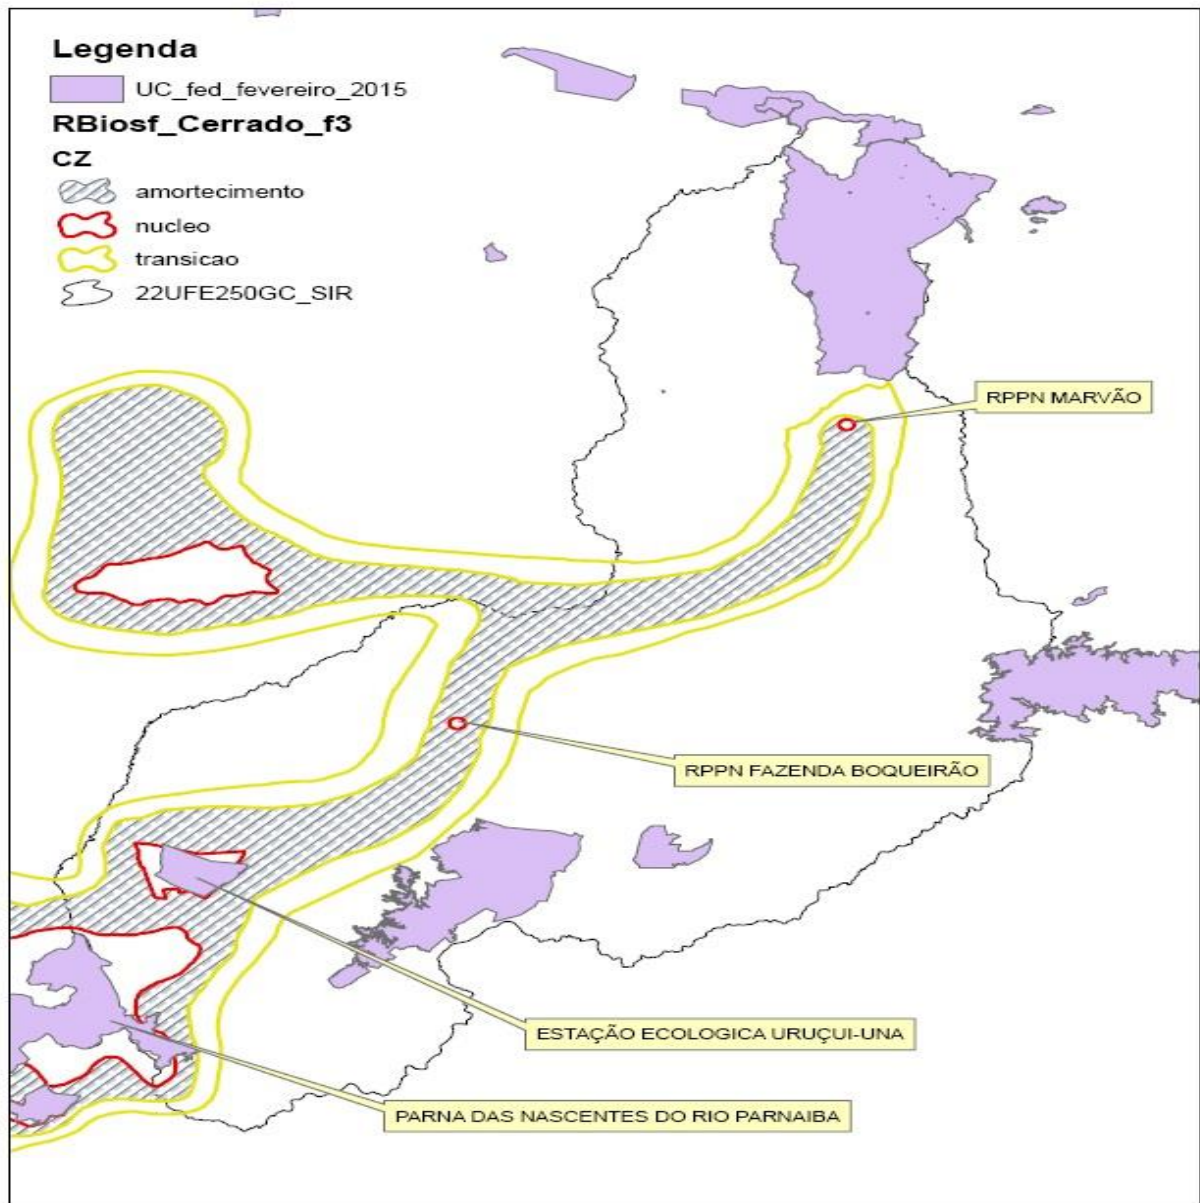 Legenda
UC_fed_fevereiro_2015
RBiosf_Cerrado_f3
CZ
amortecimento
nucleo
transicao
22UFE250GC_SIR
RPPN MARVÃO
RPPN FAZENDA BOQUEIRÃO
ESTAÇÃO ECOLOGICA URUÇUI-UNA
PARNA DAS NASCENTES DO RIO PARNAIBA